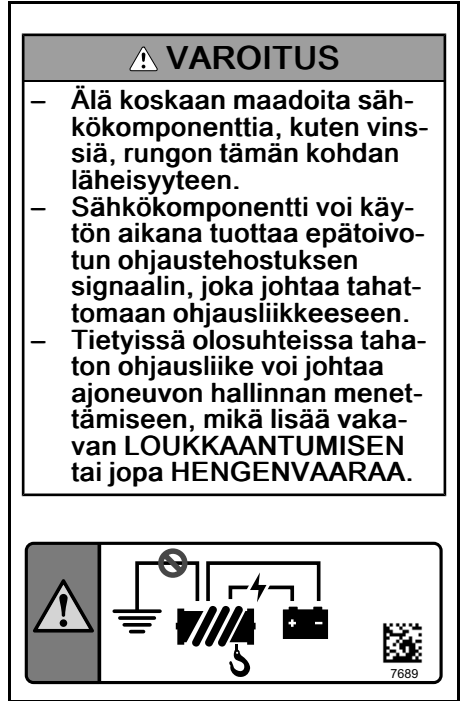 ⚠ VAROITUS
– Älä koskaan maadoita säh-
kökomponenttia, kuten vins-
siä, rungon tämän kohdan
läheisyyteen.
– Sähkökomponentti voi käy-
tön aikana tuottaa epätoivo-
tun ohjaustehostuksen
signaalin, joka johtaa tahat-
tomaan ohjausliikkeeseen.
– Tietyissä olosuhteissa taha-
ton ohjausliike voi johtaa
ajoneuvon hallinnan menet-
tämiseen, mikä lisää vaka-
van LOUKKAANTUMISEN
tai jopa HENGENVAARAA.
7689